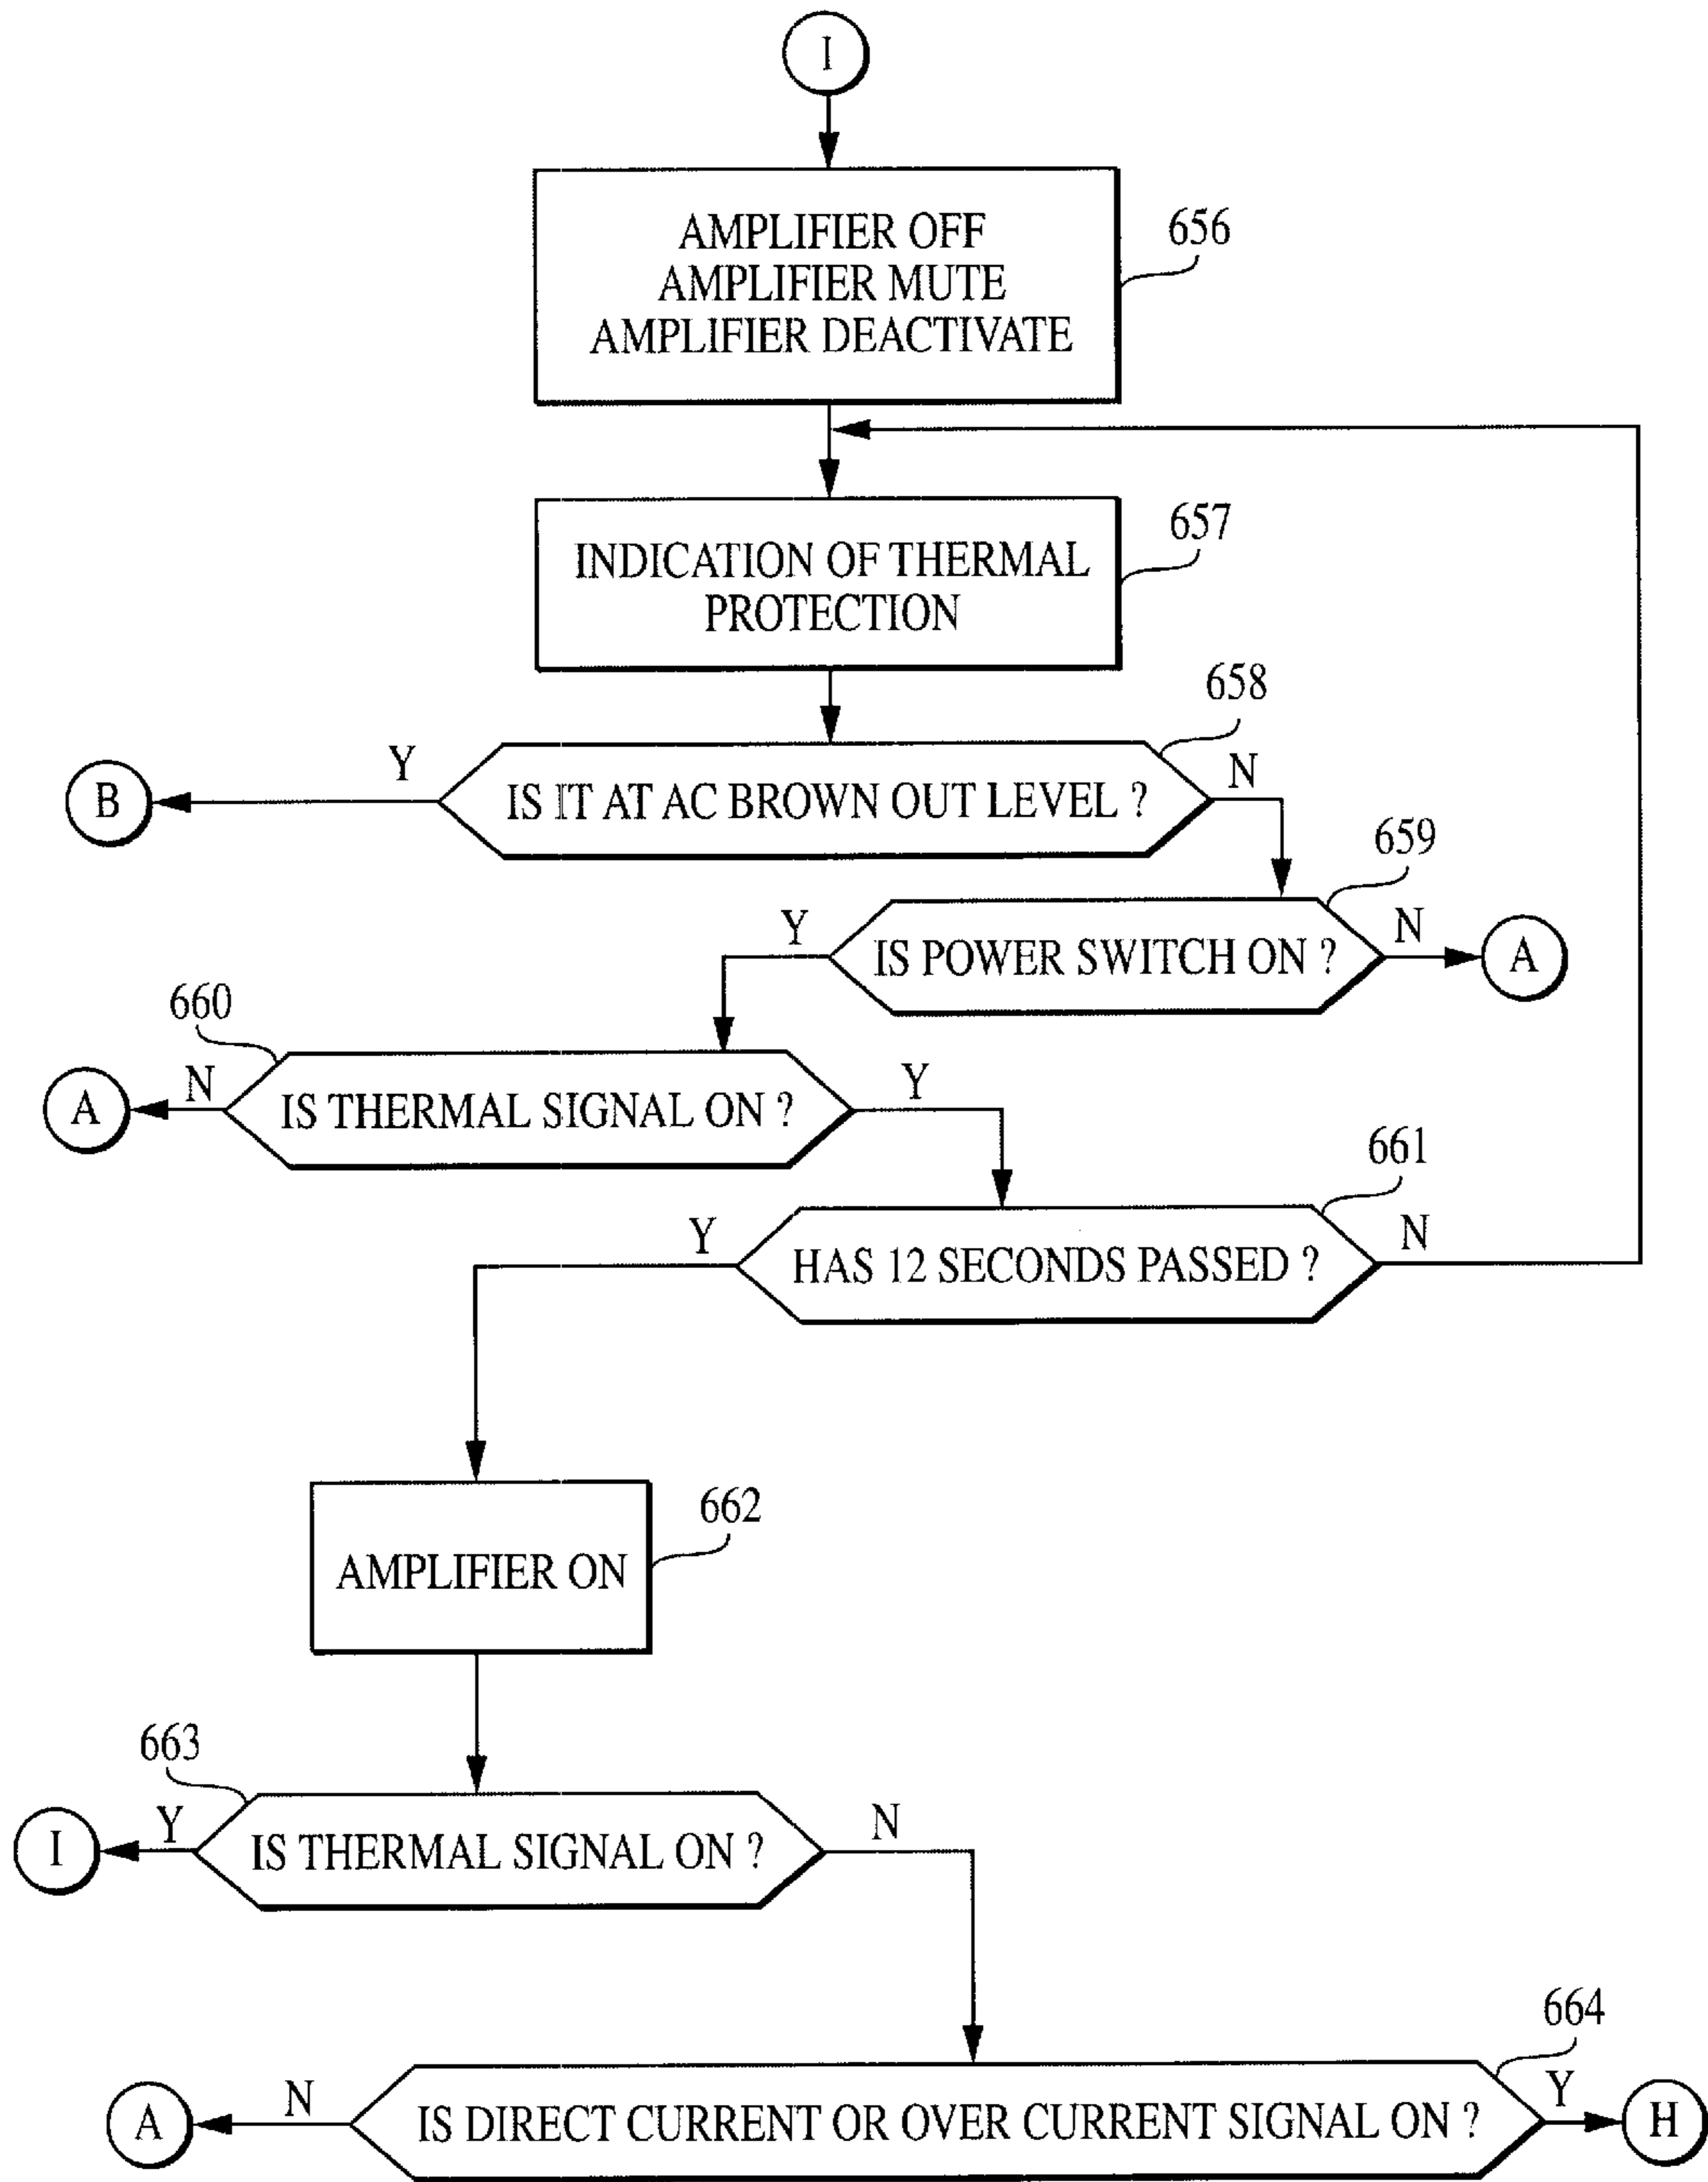 I
AMPLIFIER OFF
AMPLIFIER MUTE
AMPLIFIER DEACTIVATE
656
INDICATION OF THERMAL
PROTECTION
657
658
B
Y
IS IT AT AC BROWN OUT LEVEL ?
N
659
Y
IS POWER SWITCH ON ?
N
A
660
A
N
IS THERMAL SIGNAL ON ?
Y
661
Y
HAS 12 SECONDS PASSED ?
N
AMPLIFIER ON
662
663
I
Y
IS THERMAL SIGNAL ON ?
N
664
A
N
IS DIRECT CURRENT OR OVER CURRENT SIGNAL ON ?
Y
H